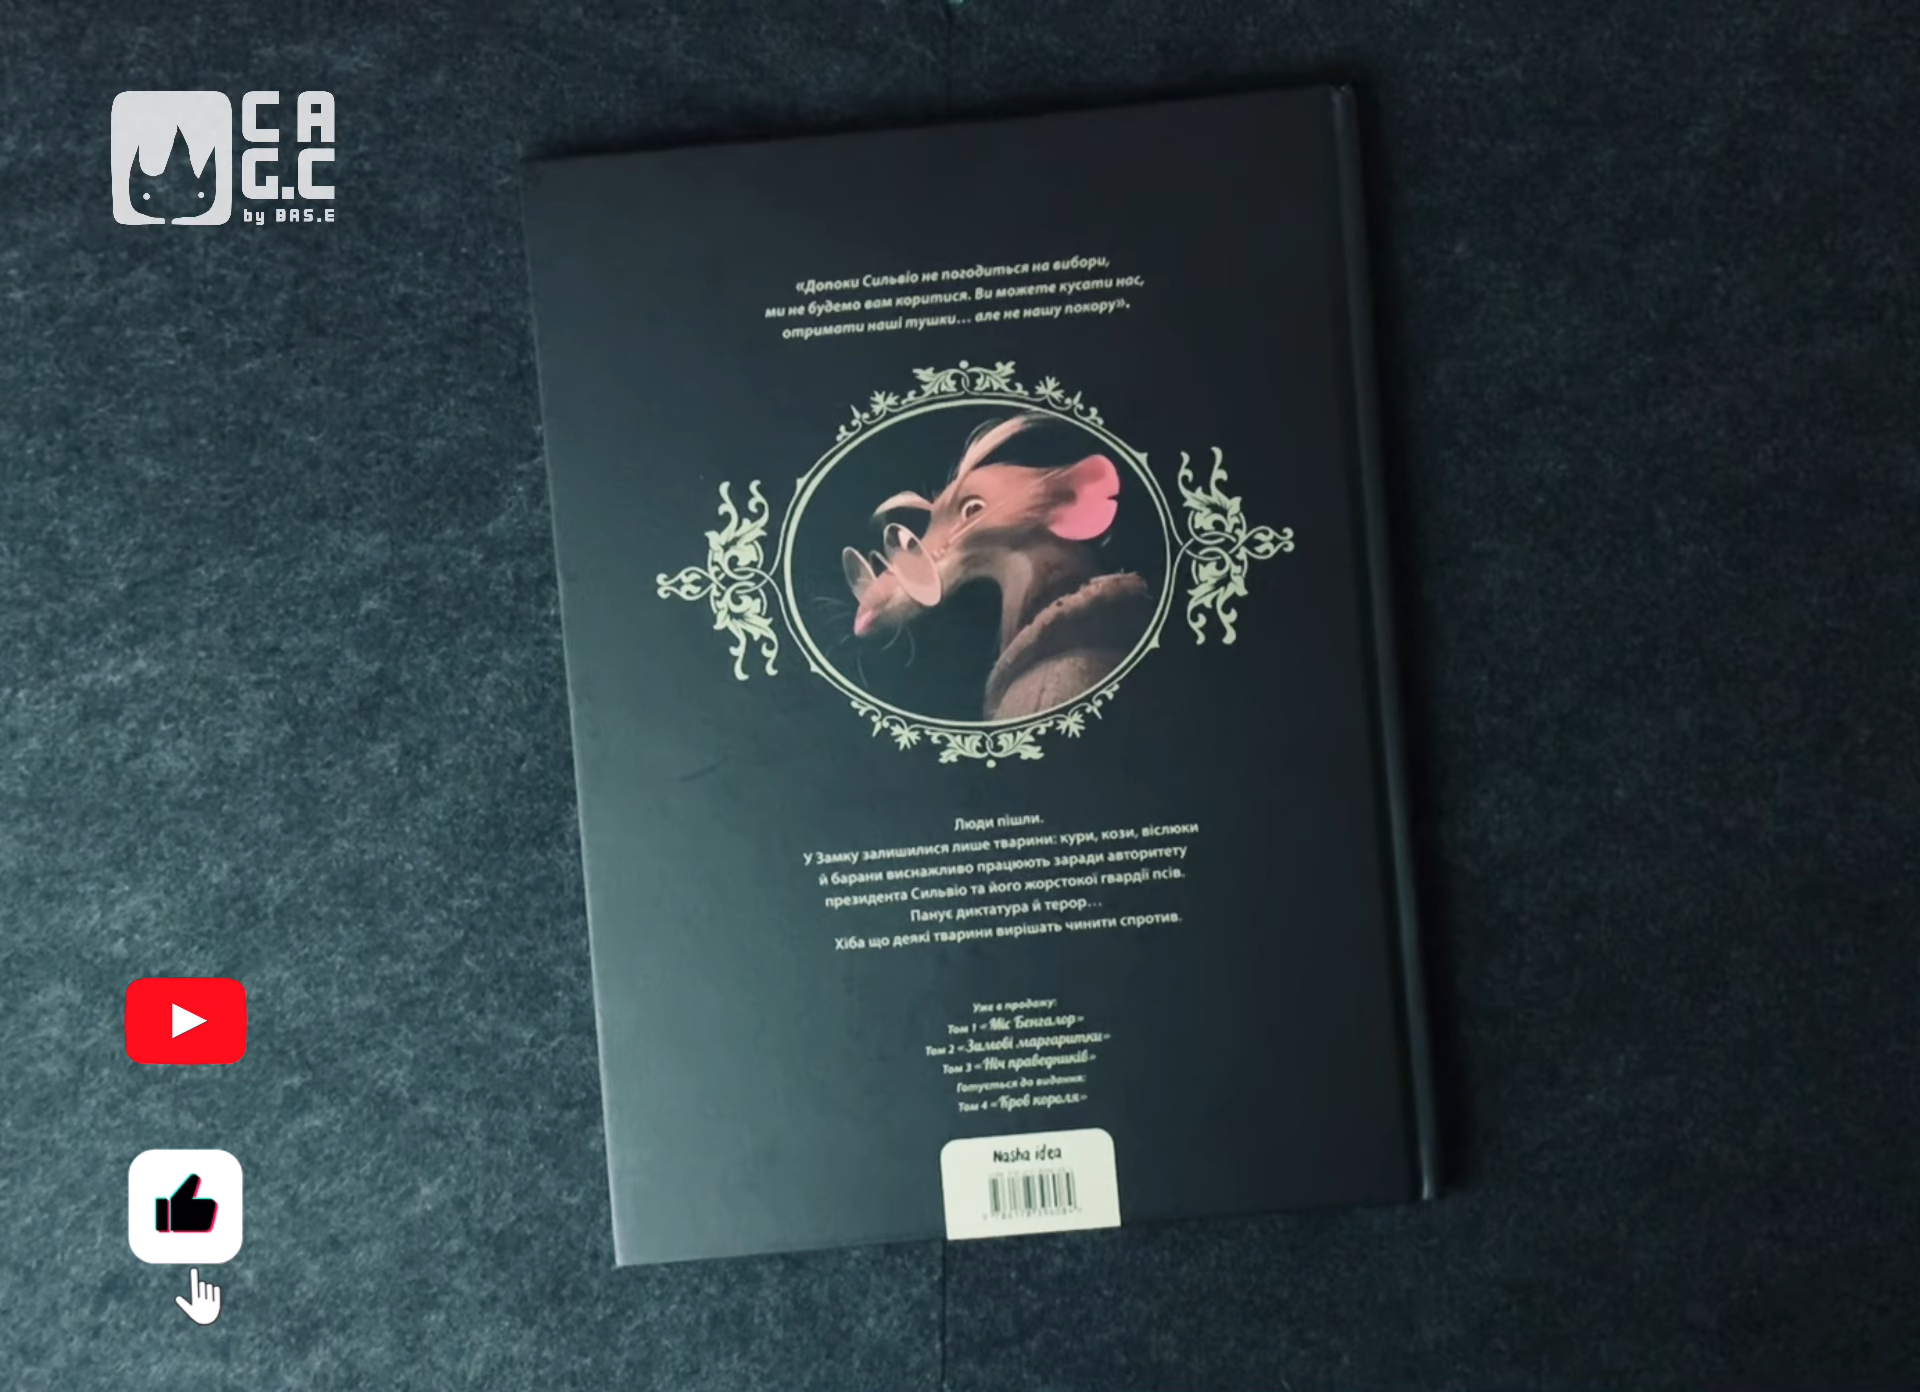 C A
G.C
by BAS.E
«Допоки Сильвіо не погодиться на вибори,
ми не будемо вам коритися. Ви можете кусати нас,
отримати наші тушки... але не нашу покору».
Люди пішли.
У Замку залишилися лише тварини: кури, кози, віслюки
й барани виснажливо працюють заради авторитету
президента Сильвіо та його жорстокої гвардії псів.
Панує диктатура й терор...
Хіба що деякі тварини вирішать чинити спротив.
Уже в продажу:
Том 1 «Міс Бенгалор»
Том 2 «Зимові маргаритки»
Том 3 «Ніч праведників»
Готується до видання:
Том 4 «Кров короля»
Nasha idea